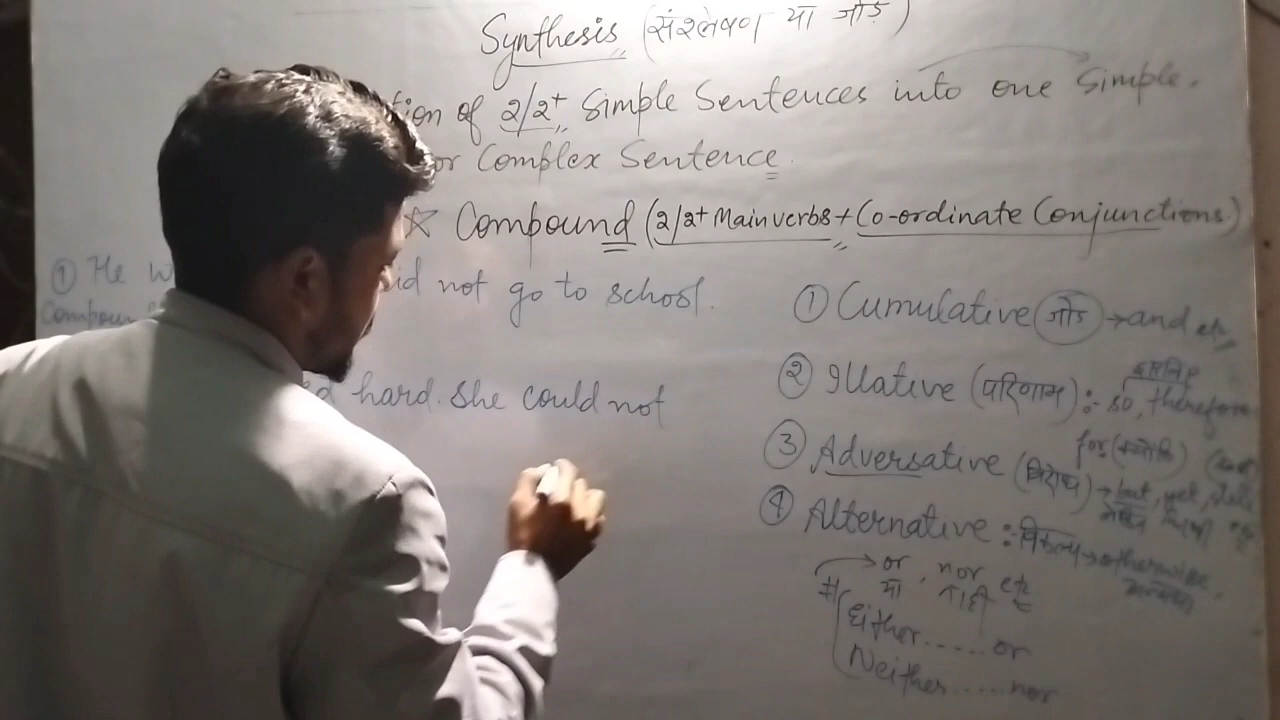 Synthesis (संश्लेषण या जोड़)
tion of 2/2+ Simple Sentences into one Simple.
or Complex Sentence.
☆ Compound (2/2+ Main verbs + Co-ordinate Conjunctions)
① He w id not go to school.
Compoun
d hard. She could not
① Cumulative (जोड़) → and etc
② Illative (परिणाम) :- so, therefore
इसलिए
for (क्योंकि)
③ Adversative (विरोध) → but, yet, still
लेकिन
④ Alternative : विकल्प → otherwise,
अन्यथा
→ or, nor etc
या नाही
# Either ...... or
Neither ...... nor